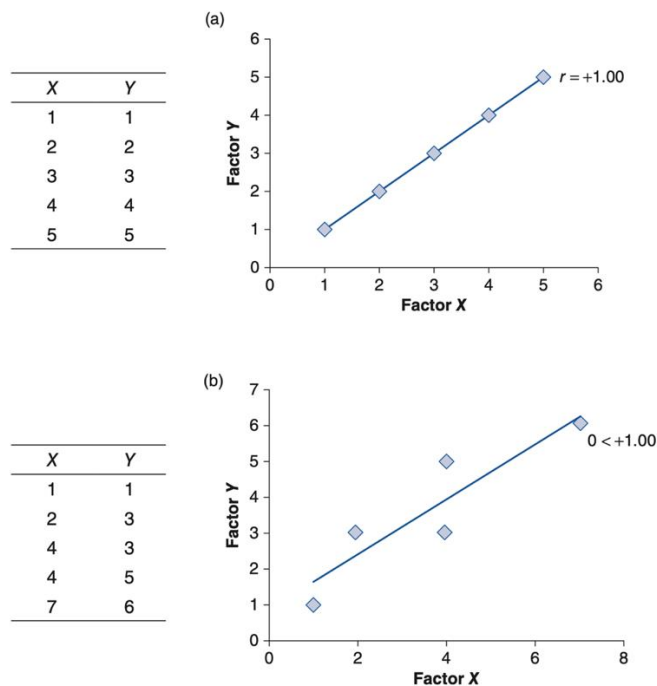 (a)
X Y
1 1
2 2
3 3
4 4
5 5
6
5
4
3
2
1
0
Factor Y
r = +1.00
0 1 2 3 4 5 6
Factor X
(b)
X Y
1 1
2 3
4 3
4 5
7 6
7
6
5
4
3
2
1
0
Factor Y
0 < +1.00
0 2 4 6 8
Factor X